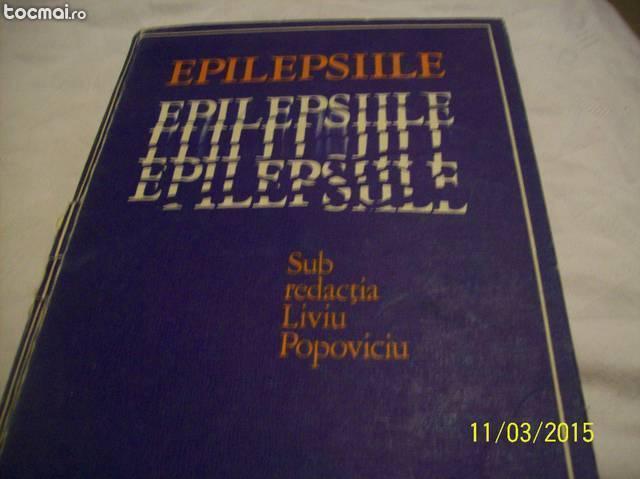 tocmai.ro
EPILEPSIILE
EPILEPSIILE
EPILEPSIILE
Sub
redacția
Liviu
Popoviciu
11/03/2015